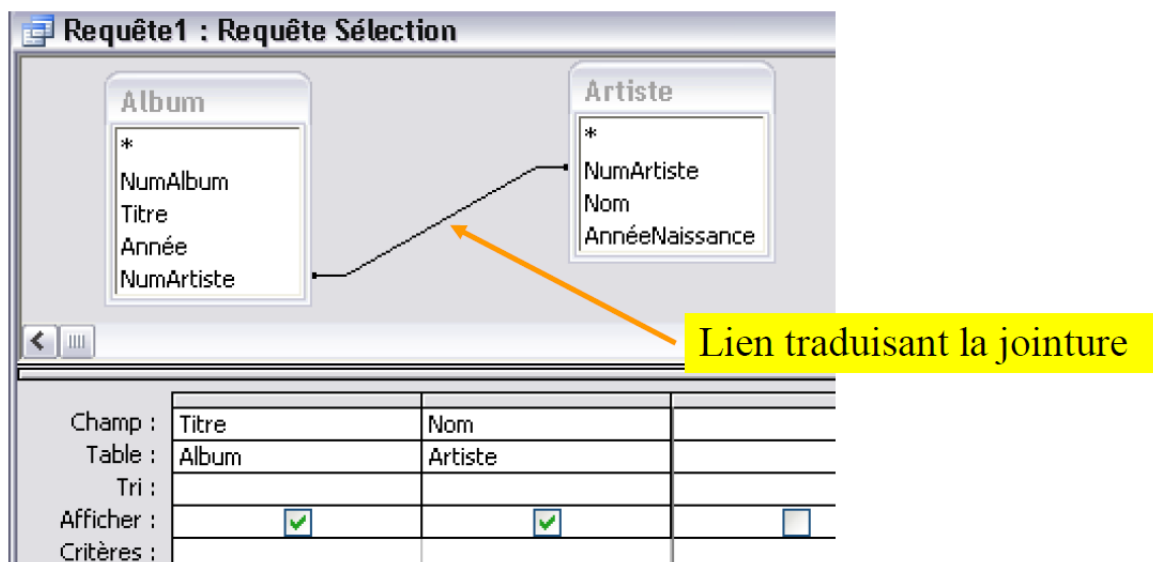 Requête1 : Requête Sélection
Album
*
NumAlbum
Titre
Année
NumArtiste
Artiste
*
NumArtiste
Nom
AnnéeNaissance
Lien traduisant la jointure
Champ : Titre Nom
Table : Album Artiste
Tri :
Afficher :
Critères :